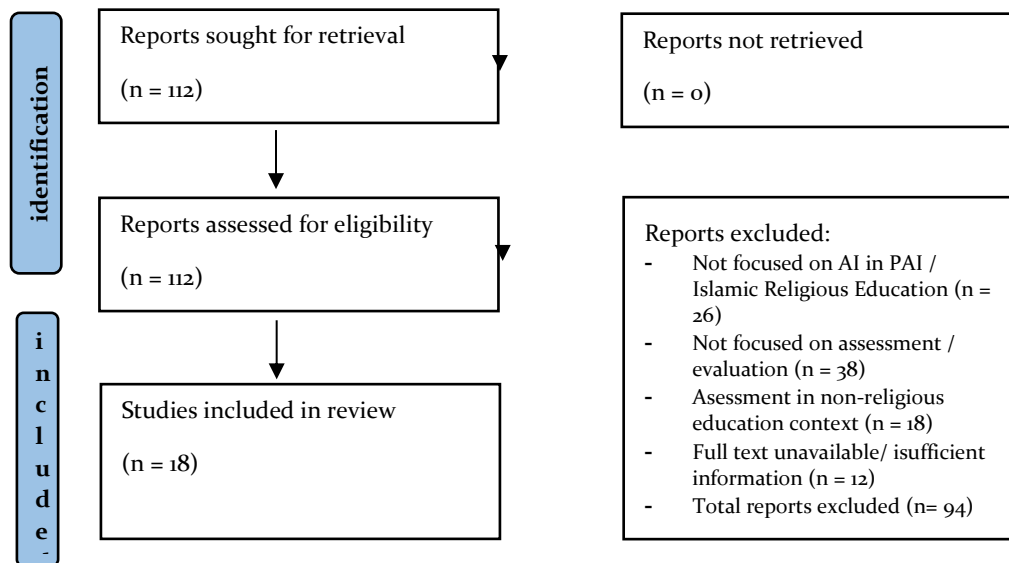 identification
Reports sought for retrieval
(n = 112)
Reports not retrieved
(n = 0)
Reports assessed for eligibility
(n = 112)
Reports excluded:
- Not focused on AI in PAI /
Islamic Religious Education (n =
26)
- Not focused on assessment /
evaluation (n = 38)
- Asessment in non-religious
education context (n = 18)
- Full text unavailable/ isufficient
information (n = 12)
- Total reports excluded (n= 94)
i
n
c
l
u
d
e
Studies included in review
(n = 18)